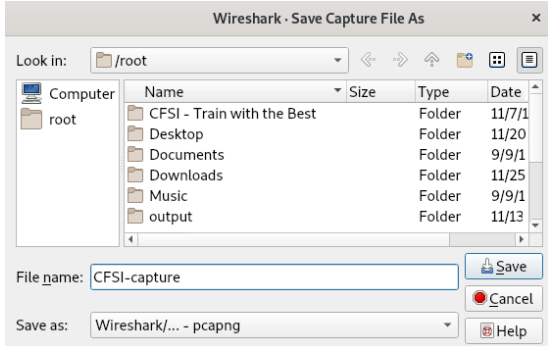 Wireshark · Save Capture File As
Look in: /root
Computer
root
Name Size Type Date
CFSI - Train with the Best Folder 11/7/1
Desktop Folder 11/20
Documents Folder 9/9/1
Downloads Folder 11/25
Music Folder 9/9/1
output Folder 11/13
File name: CFSI-capture
Save
Cancel
Save as: Wireshark/... - pcapng
Help